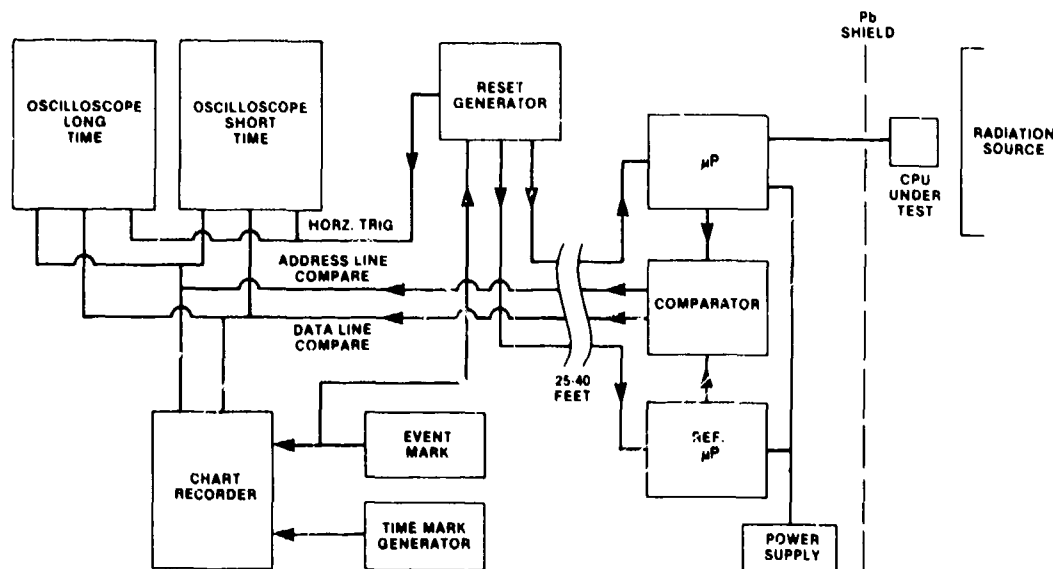 Pb
SHIELD
OSCILLOSCOPE
LONG
TIME
OSCILLOSCOPE
SHORT
TIME
RESET
GENERATOR
RADIATION
SOURCE
μP
CPU
UNDER
TEST
HORZ. TRIG
ADDRESS LINE
COMPARE
COMPARATOR
DATA LINE
COMPARE
25-40
FEET
REF.
μP
EVENT
MARK
CHART
RECORDER
TIME MARK
GENERATOR
POWER
SUPPLY